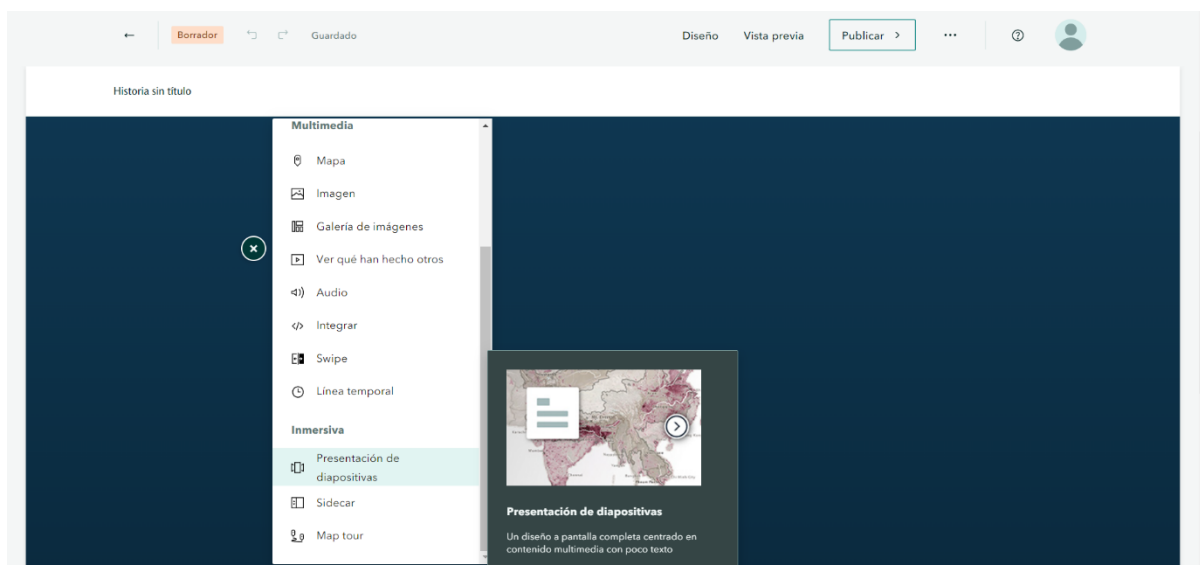 Borrador
Guardado
Diseño
Vista previa
Publicar
Historia sin título
Multimedia
Mapa
Imagen
Galería de imágenes
Ver qué han hecho otros
Audio
Integrar
Swipe
Línea temporal
Inmersiva
Presentación de
diapositivas
Sidecar
Map tour
Presentación de diapositivas
Un diseño a pantalla completa centrado en
contenido multimedia con poco texto